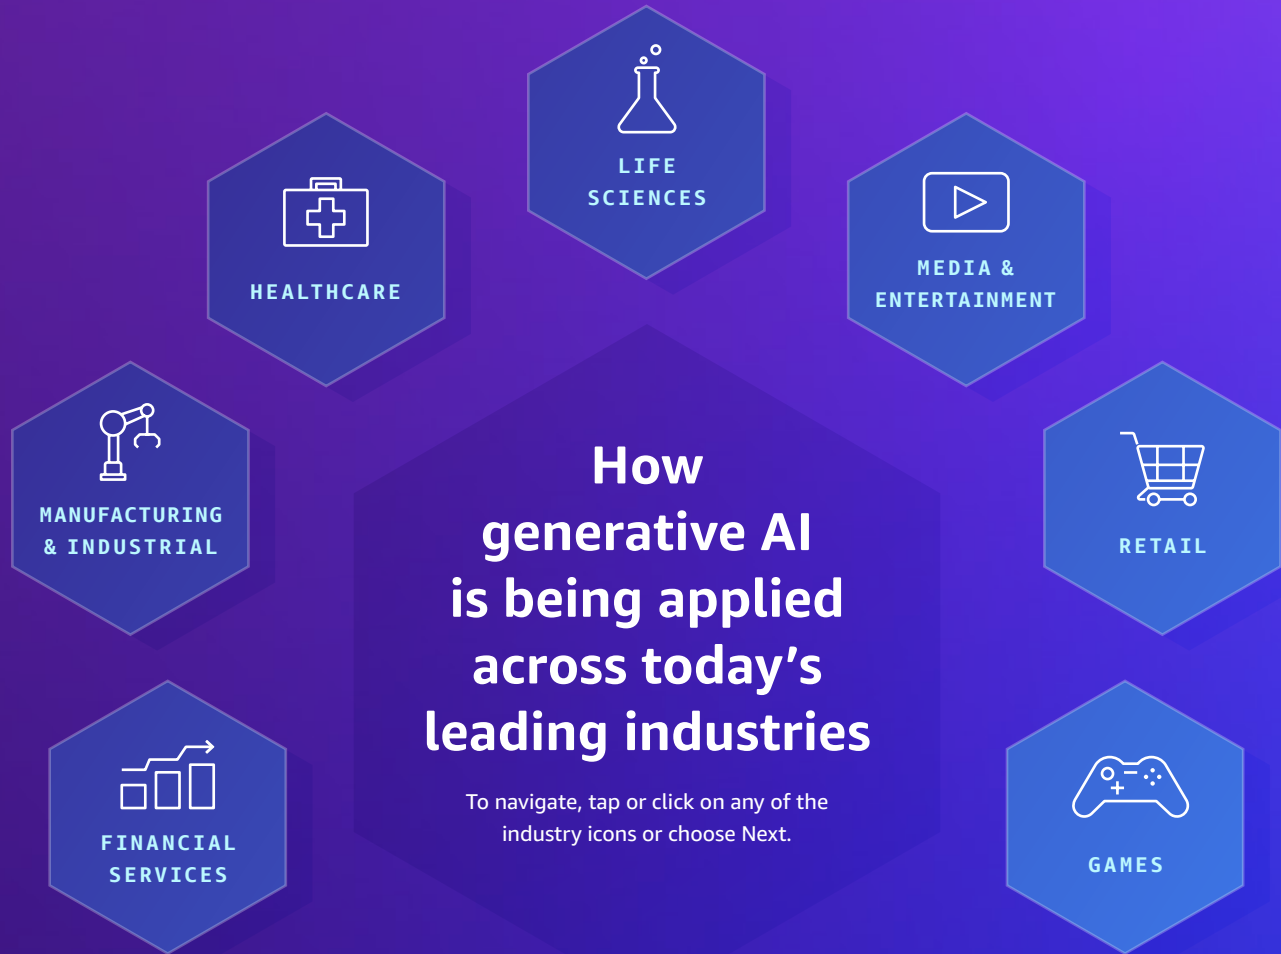 LIFE
SCIENCES
HEALTHCARE
MEDIA &
ENTERTAINMENT
MANUFACTURING
& INDUSTRIAL
RETAIL
How
generative AI
is being applied
across today’s
leading industries
To navigate, tap or click on any of the
industry icons or choose Next.
FINANCIAL
SERVICES
GAMES